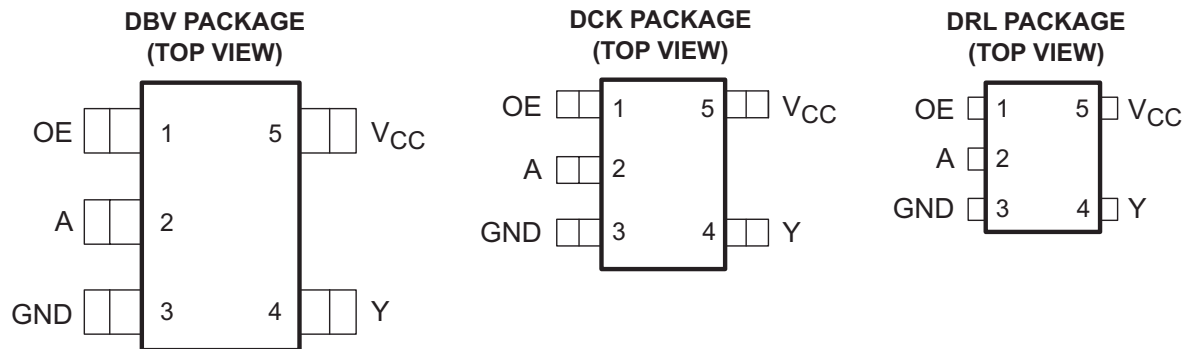 DBV PACKAGE
(TOP VIEW)
OE 1 5 VCC
A 2
GND 3 4 Y
DCK PACKAGE
(TOP VIEW)
OE 1 5 VCC
A 2
GND 3 4 Y
DRL PACKAGE
(TOP VIEW)
OE 1 5 VCC
A 2
GND 3 4 Y